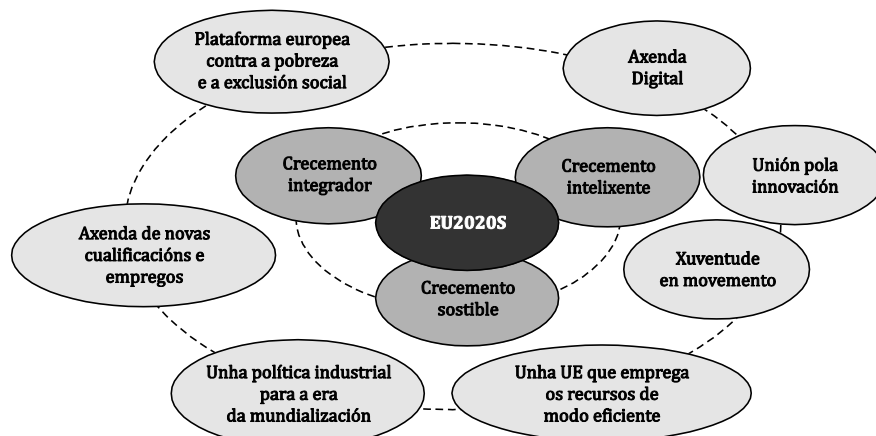 Plataforma europea
contra a pobreza
e a exclusión social
Axenda
Digital
Crecemento
integrador
Crecemento
intelixente
Unión pola
innovación
EU2020S
Axenda de novas
cualificacións e
empregos
Xuventude
en movemento
Crecemento
sostible
Unha política industrial
para a era
da mundialización
Unha UE que emprega
os recursos de
modo eficiente